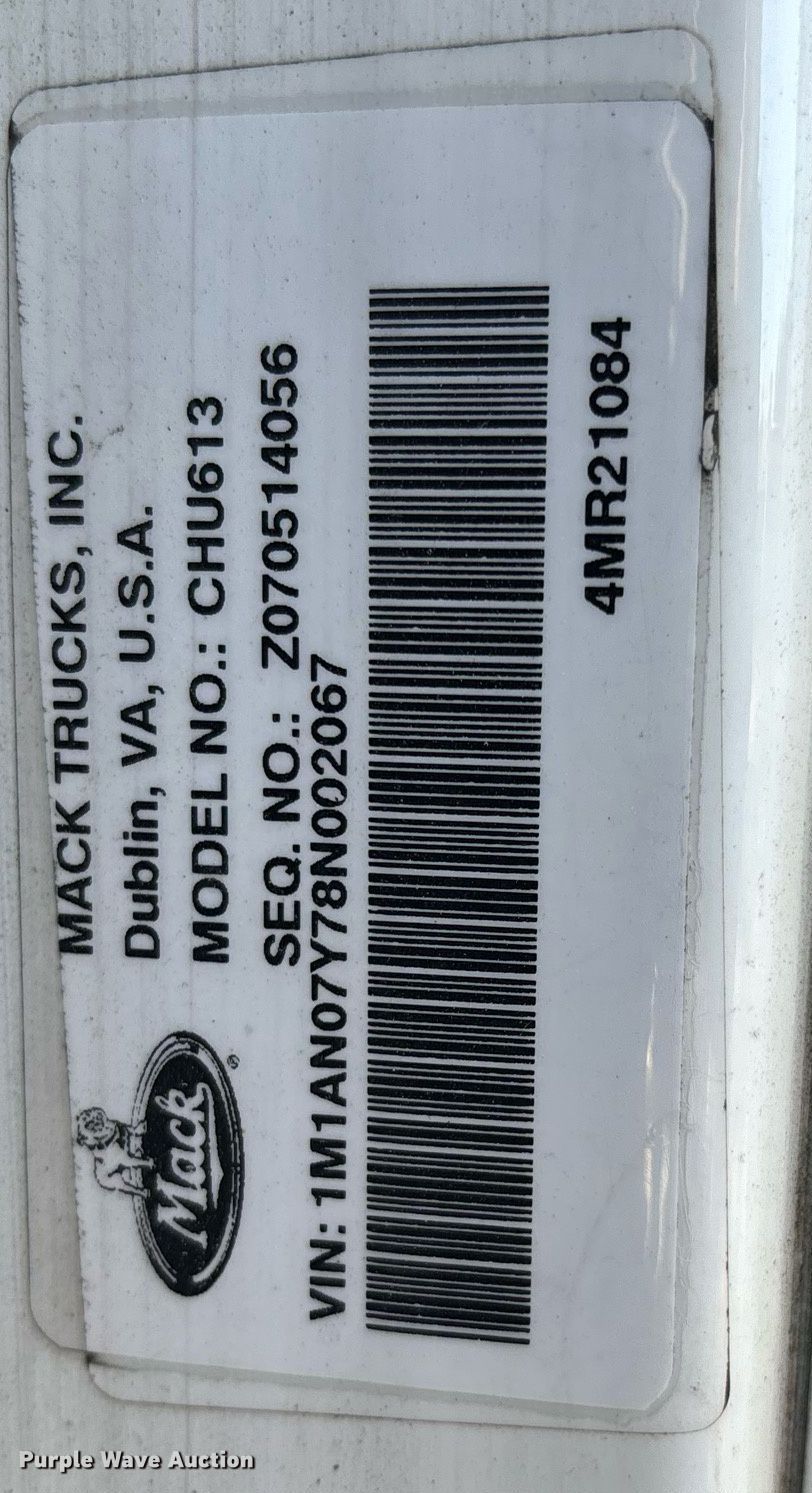 MACK TRUCKS, INC.
Dublin, VA, U.S.A.
MODEL NO.: CHU613
SEQ. NO.: Z070514056
Mack
®
VIN: 1M1AN07Y78N002067
4MR21084
Purple Wave Auction